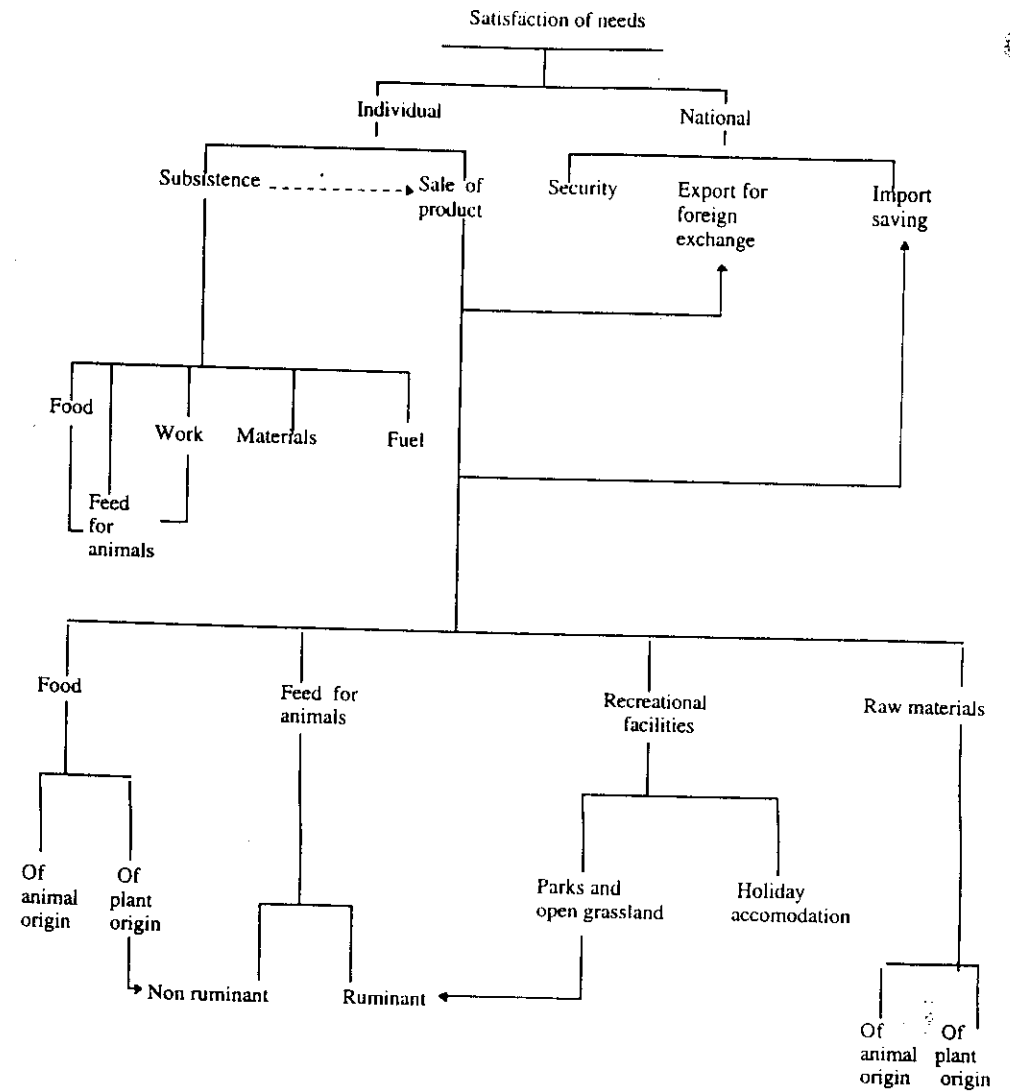 Satisfaction of needs
Individual
National
Subsistence
Sale of
product
Security
Export for
foreign
exchange
Import
saving
Food
Work
Materials
Fuel
Feed
for
animals
Food
Feed for
animals
Recreational
facilities
Raw materials
Of
animal
origin
Of
plant
origin
Parks and
open grassland
Holiday
accomodation
Non ruminant
Ruminant
Of
animal
origin
Of
plant
origin